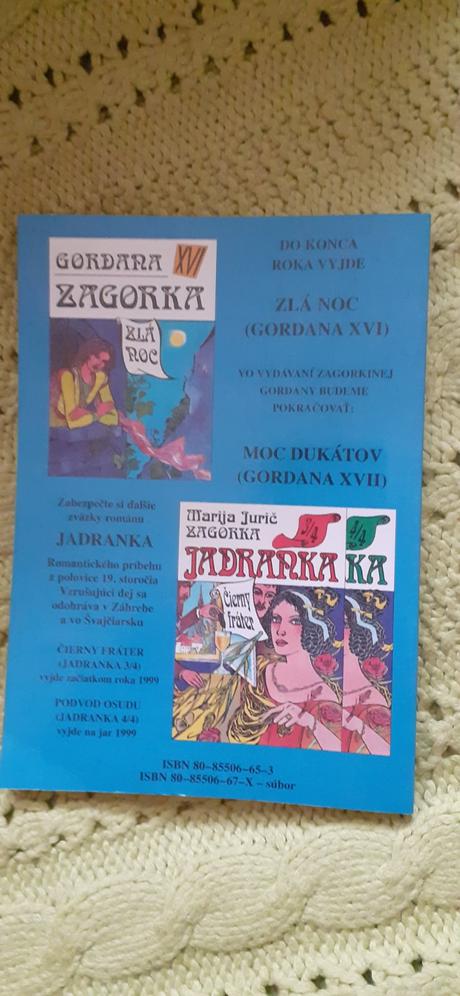 GORDANA XVI
ZAGORKA
ZLÁ
NOC
DO KONCA
ROKA VYJDE
ZLÁ NOC
(GORDANA XVI)
VO VYDÁVANÍ ZAGORKINEJ
GORDANY BUDEME
POKRAČOVAŤ:
MOC DUKÁTOV
(GORDANA XVII)
Zabezpečte si ďalšie
zväzky románu
JADRANKA
Romantického príbehu
z polovice 19. storočia
Vzrušujúci dej sa
odohráva v Záhrebe
a vo Švajčiarsku
ČIERNY FRÁTER
(JADRANKA 3/4)
vyjde začiatkom roka 1999
PODVOD OSUDU
(JADRANKA 4/4)
vyjde na jar 1999
Marija Jurić
ZAGORKA
3/4
JADRANKA
Čierny
fráter
4/4
KA
ISBN 80–85506–65–3
ISBN 80–85506–67–X – súbor